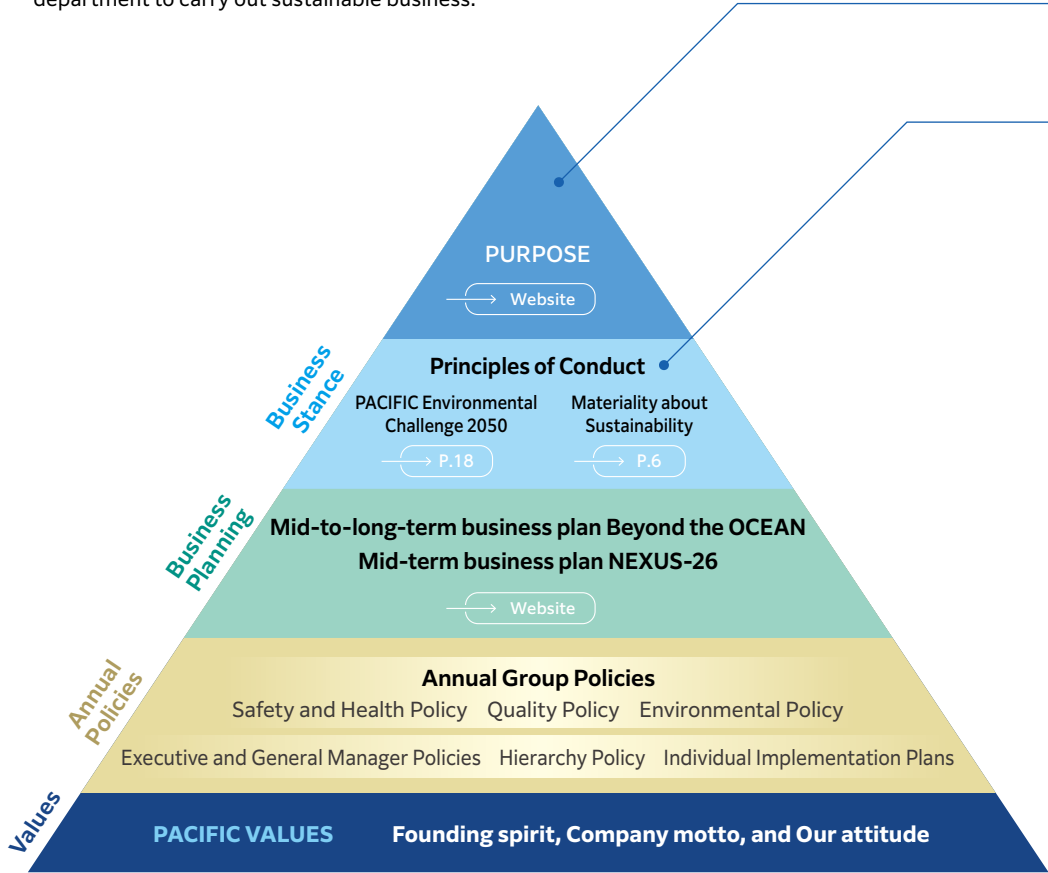 department to carry out sustainable business.
PURPOSE
Website
Business
Stance
Principles of Conduct
PACIFIC Environmental
Challenge 2050
P.18
Materiality about
Sustainability
P.6
Business
Planning
Mid-to-long-term business plan Beyond the OCEAN
Mid-term business plan NEXUS-26
Website
Annual
Policies
Annual Group Policies
Safety and Health Policy Quality Policy Environmental Policy
Executive and General Manager Policies Hierarchy Policy Individual Implementation Plans
Values
PACIFIC VALUES Founding spirit, Company motto, and Our attitude